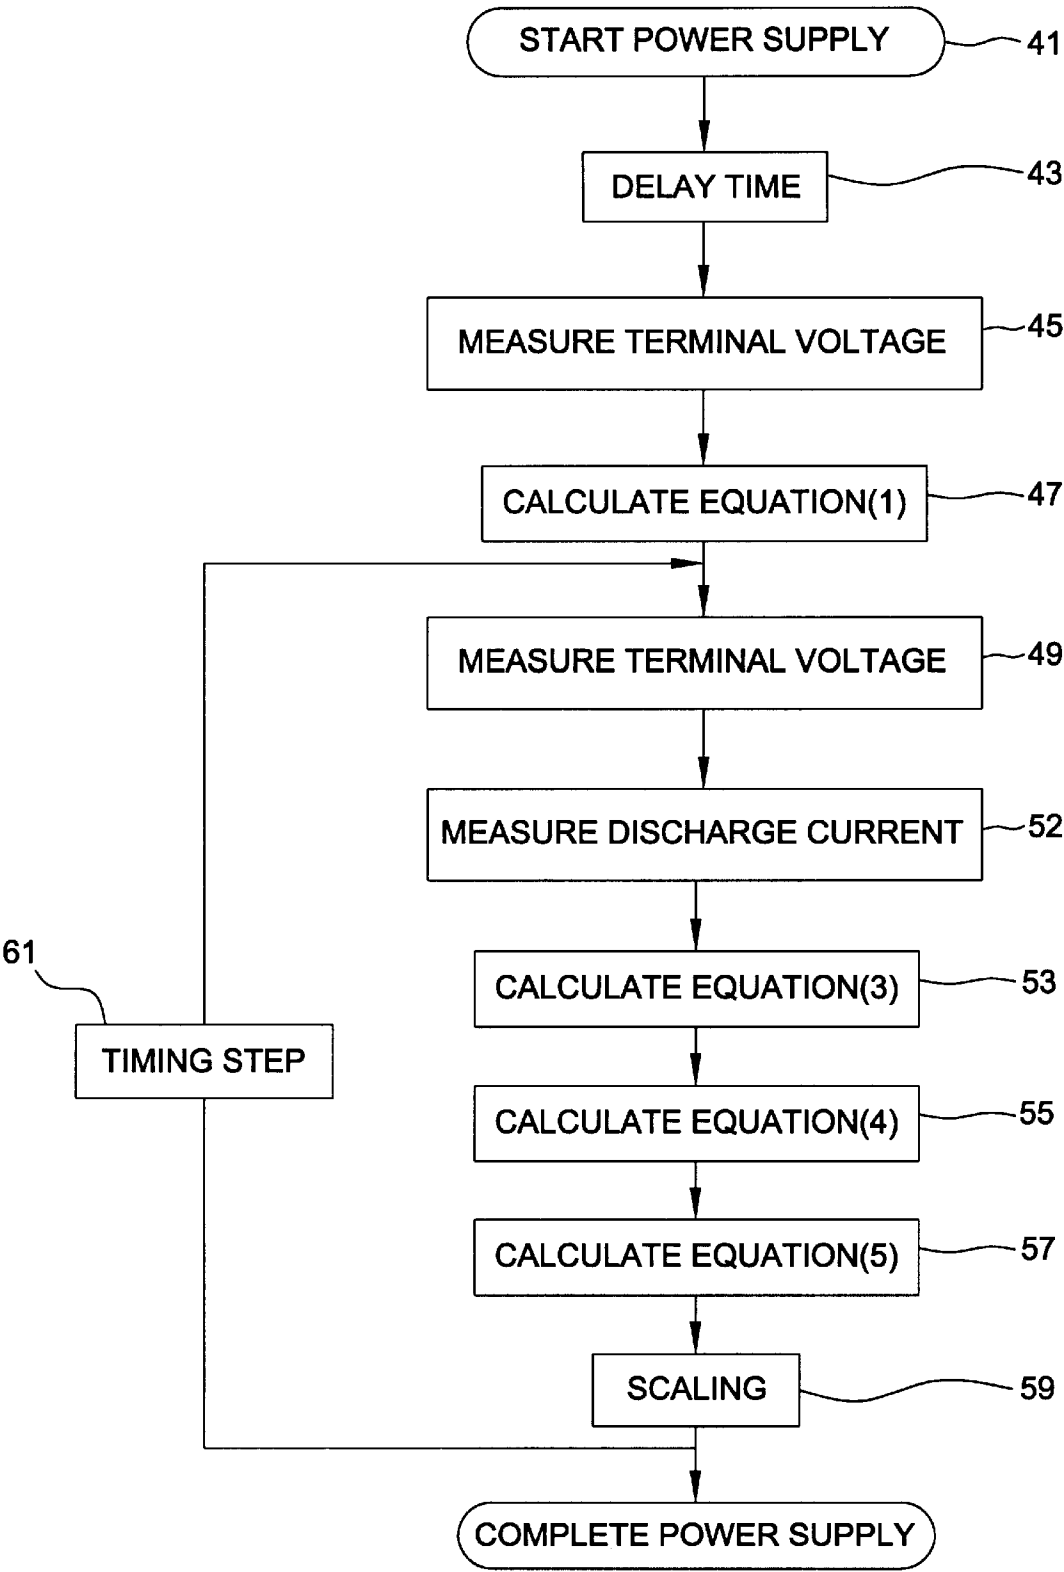 START POWER SUPPLY
41
DELAY TIME
43
MEASURE TERMINAL VOLTAGE
45
CALCULATE EQUATION(1)
47
MEASURE TERMINAL VOLTAGE
49
MEASURE DISCHARGE CURRENT
52
CALCULATE EQUATION(3)
53
61
TIMING STEP
CALCULATE EQUATION(4)
55
CALCULATE EQUATION(5)
57
SCALING
59
COMPLETE POWER SUPPLY